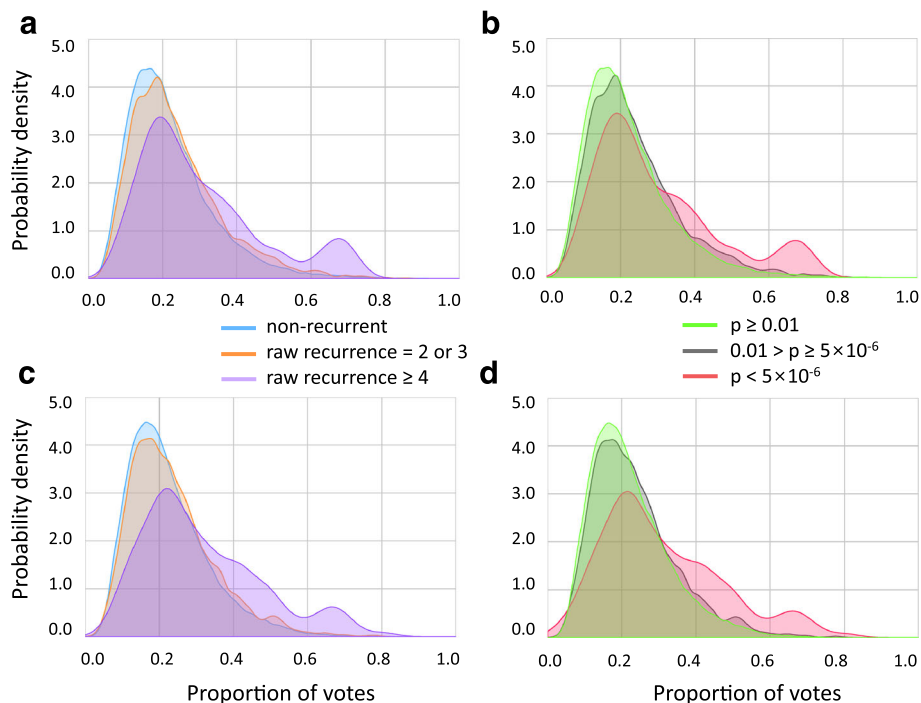 a
b
5.0
4.0
3.0
2.0
1.0
0.0
Probability density
0.0 0.2 0.4 0.6 0.8 1.0
5.0
4.0
3.0
2.0
1.0
0.0
0.0 0.2 0.4 0.6 0.8 1.0
non-recurrent
raw recurrence = 2 or 3
raw recurrence ≥ 4
p ≥ 0.01
0.01 > p ≥ 5×10⁻⁶
p < 5×10⁻⁶
c
d
5.0
4.0
3.0
2.0
1.0
0.0
Probability density
0.0 0.2 0.4 0.6 0.8 1.0
Proportion of votes
5.0
4.0
3.0
2.0
1.0
0.0
0.0 0.2 0.4 0.6 0.8 1.0
Proportion of votes